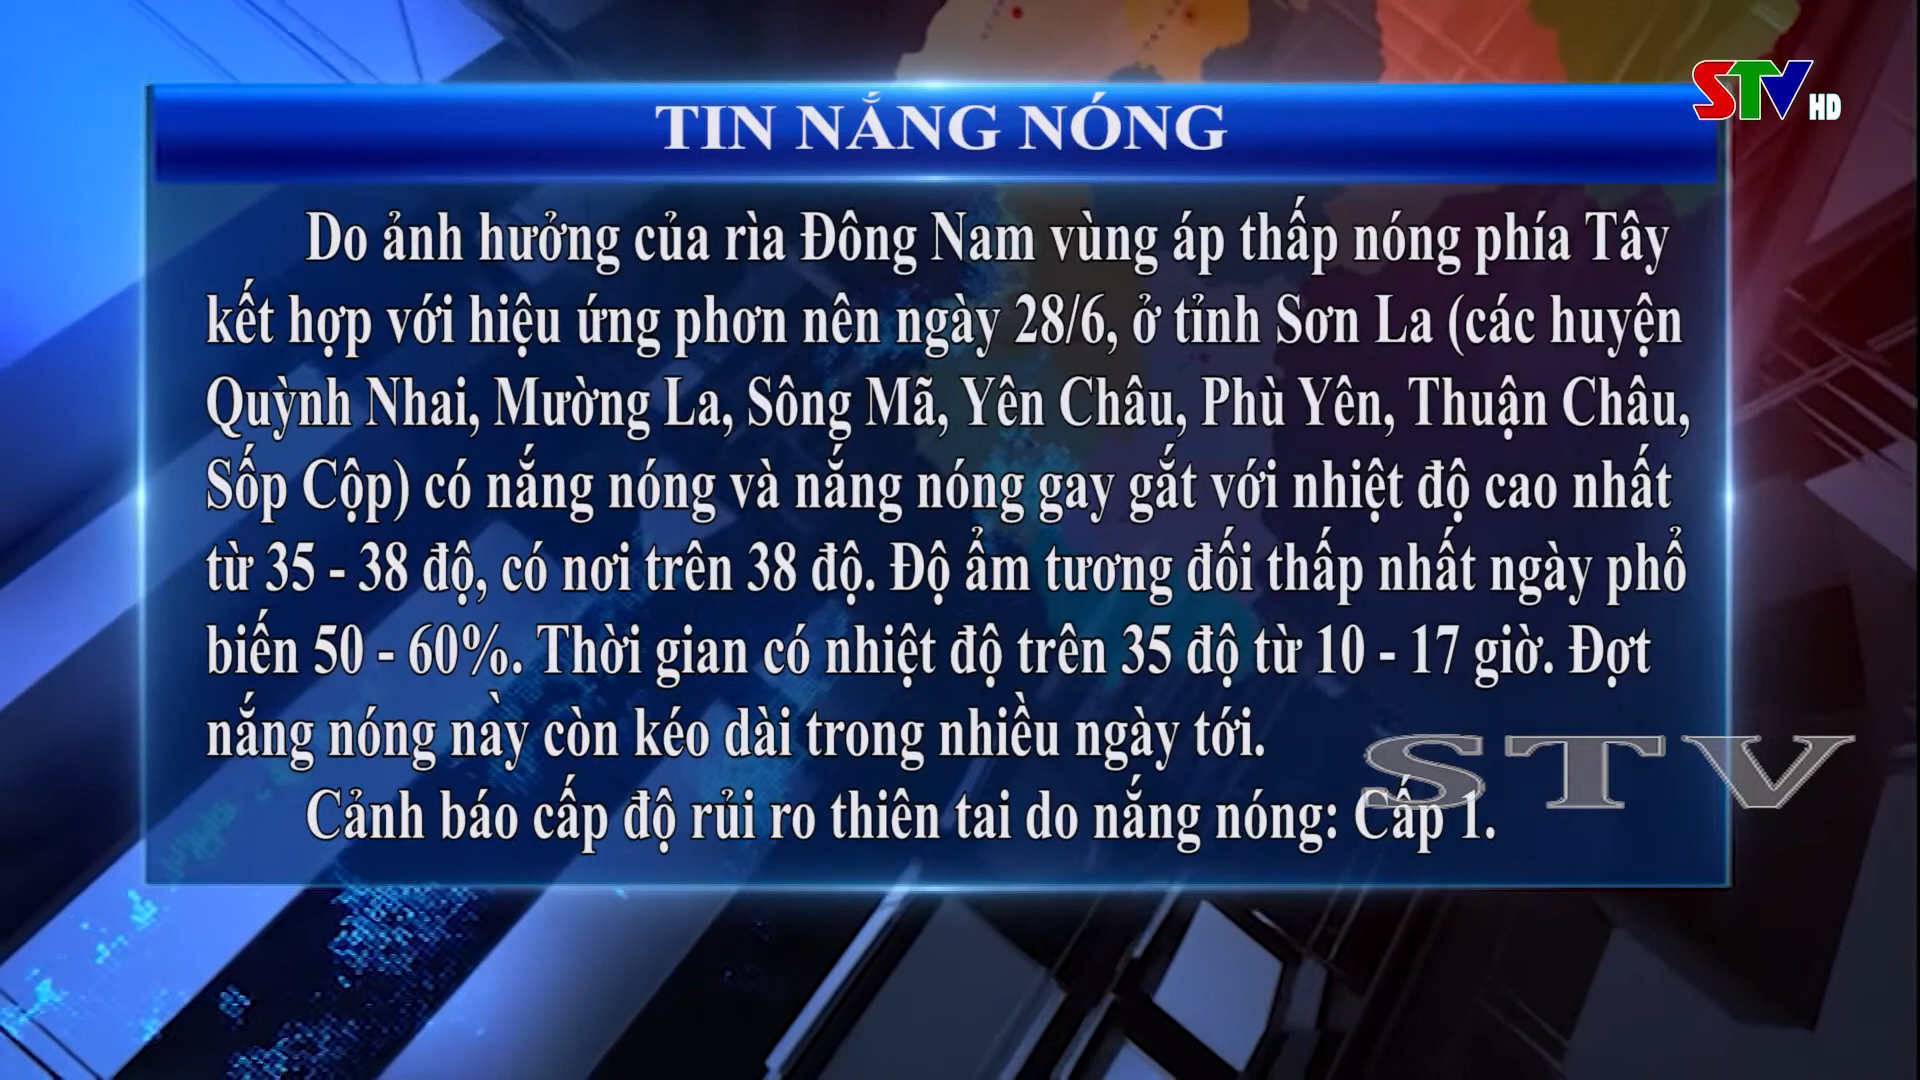 STV HD
TIN NẮNG NÓNG
Do ảnh hưởng của rìa Đông Nam vùng áp thấp nóng phía Tây
kết hợp với hiệu ứng phơn nên ngày 28/6, ở tỉnh Sơn La (các huyện
Quỳnh Nhai, Mường La, Sông Mã, Yên Châu, Phù Yên, Thuận Châu,
Sốp Cộp) có nắng nóng và nắng nóng gay gắt với nhiệt độ cao nhất
từ 35 - 38 độ, có nơi trên 38 độ. Độ ẩm tương đối thấp nhất ngày phổ
biến 50 - 60%. Thời gian có nhiệt độ trên 35 độ từ 10 - 17 giờ. Đợt
nắng nóng này còn kéo dài trong nhiều ngày tới.
STV
Cảnh báo cấp độ rủi ro thiên tai do nắng nóng: Cấp 1.